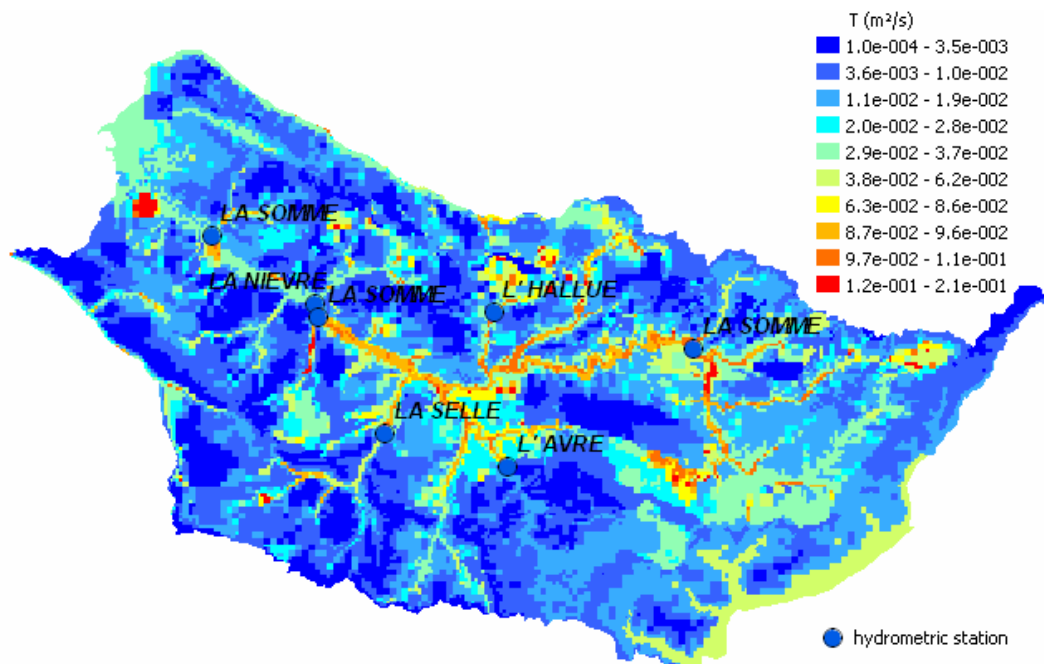 T (m²/s)
1.0e-004 - 3.5e-003
3.6e-003 - 1.0e-002
1.1e-002 - 1.9e-002
2.0e-002 - 2.8e-002
2.9e-002 - 3.7e-002
3.8e-002 - 6.2e-002
6.3e-002 - 8.6e-002
8.7e-002 - 9.6e-002
9.7e-002 - 1.1e-001
1.2e-001 - 2.1e-001
LA SOMME
LA NIEVRE
LA SOMME
L'HALLUE
LA SOMME
LA SELLE
L'AVRE
hydrometric station